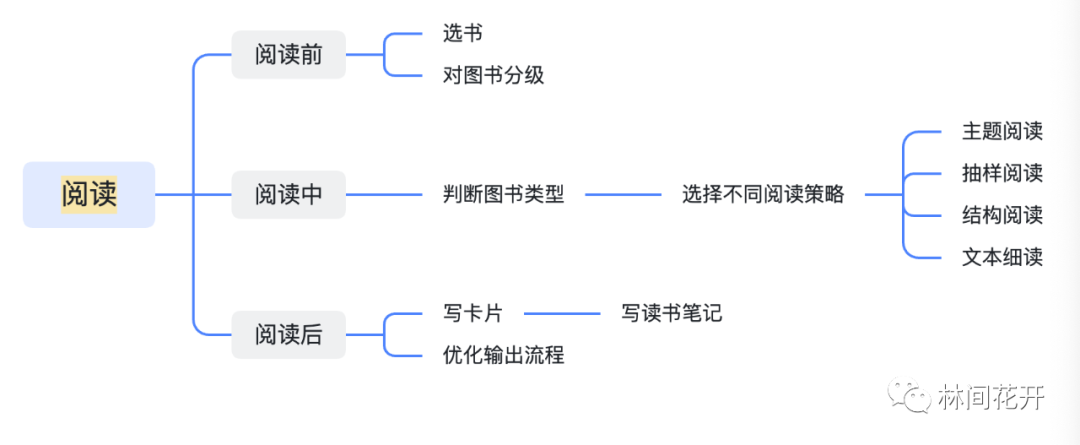 阅读
阅读前
选书
对图书分级
阅读中
判断图书类型
选择不同阅读策略
主题阅读
抽样阅读
结构阅读
文本细读
阅读后
写卡片
写读书笔记
优化输出流程
林间花开